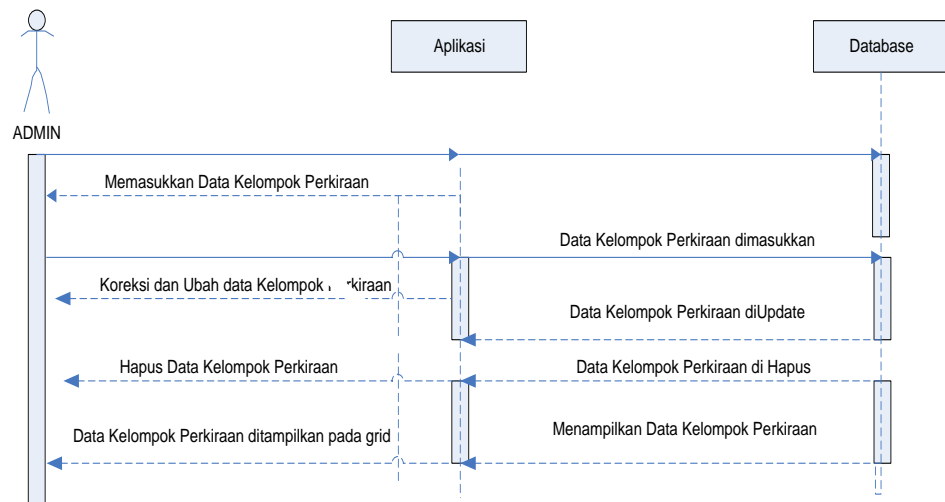 Aplikasi
Database
ADMIN
Memasukkan Data Kelompok Perkiraan
Data Kelompok Perkiraan dimasukkan
Koreksi dan Ubah data Kelompok rkiraan
Data Kelompok Perkiraan diUpdate
Hapus Data Kelompok Perkiraan
Data Kelompok Perkiraan di Hapus
Data Kelompok Perkiraan ditampilkan pada grid
Menampilkan Data Kelompok Perkiraan